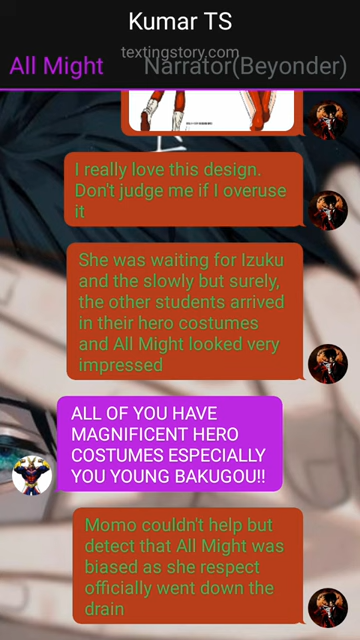 Kumar TS
textingstory.com
All Might
Narrator(Beyonder)
I really love this design.
Don't judge me if I overuse
it
She was waiting for Izuku
and the slowly but surely,
the other students arrived
in their hero costumes
and All Might looked very
impressed
ALL OF YOU HAVE
MAGNIFICENT HERO
COSTUMES ESPECIALLY
YOU YOUNG BAKUGOU!!
Momo couldn't help but
detect that All Might was
biased as she respect
officially went down the
drain